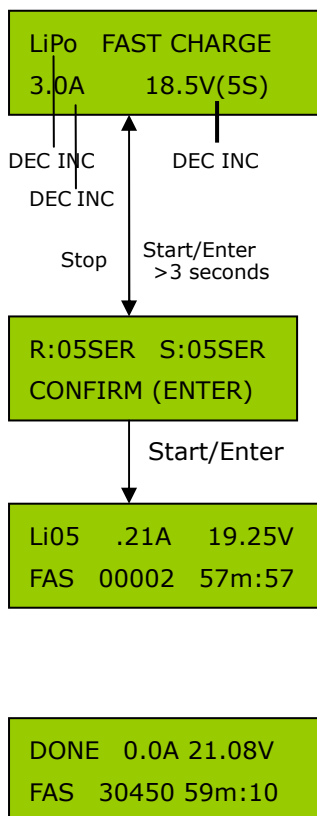 LiPo FAST CHARGE
3.0A 18.5V(5S)
DEC INC DEC INC
DEC INC
Stop Start/Enter
>3 seconds
R:05SER S:05SER
CONFIRM (ENTER)
Start/Enter
Li05 .21A 19.25V
FAS 00002 57m:57
DONE 0.0A 21.08V
FAS 30450 59m:10